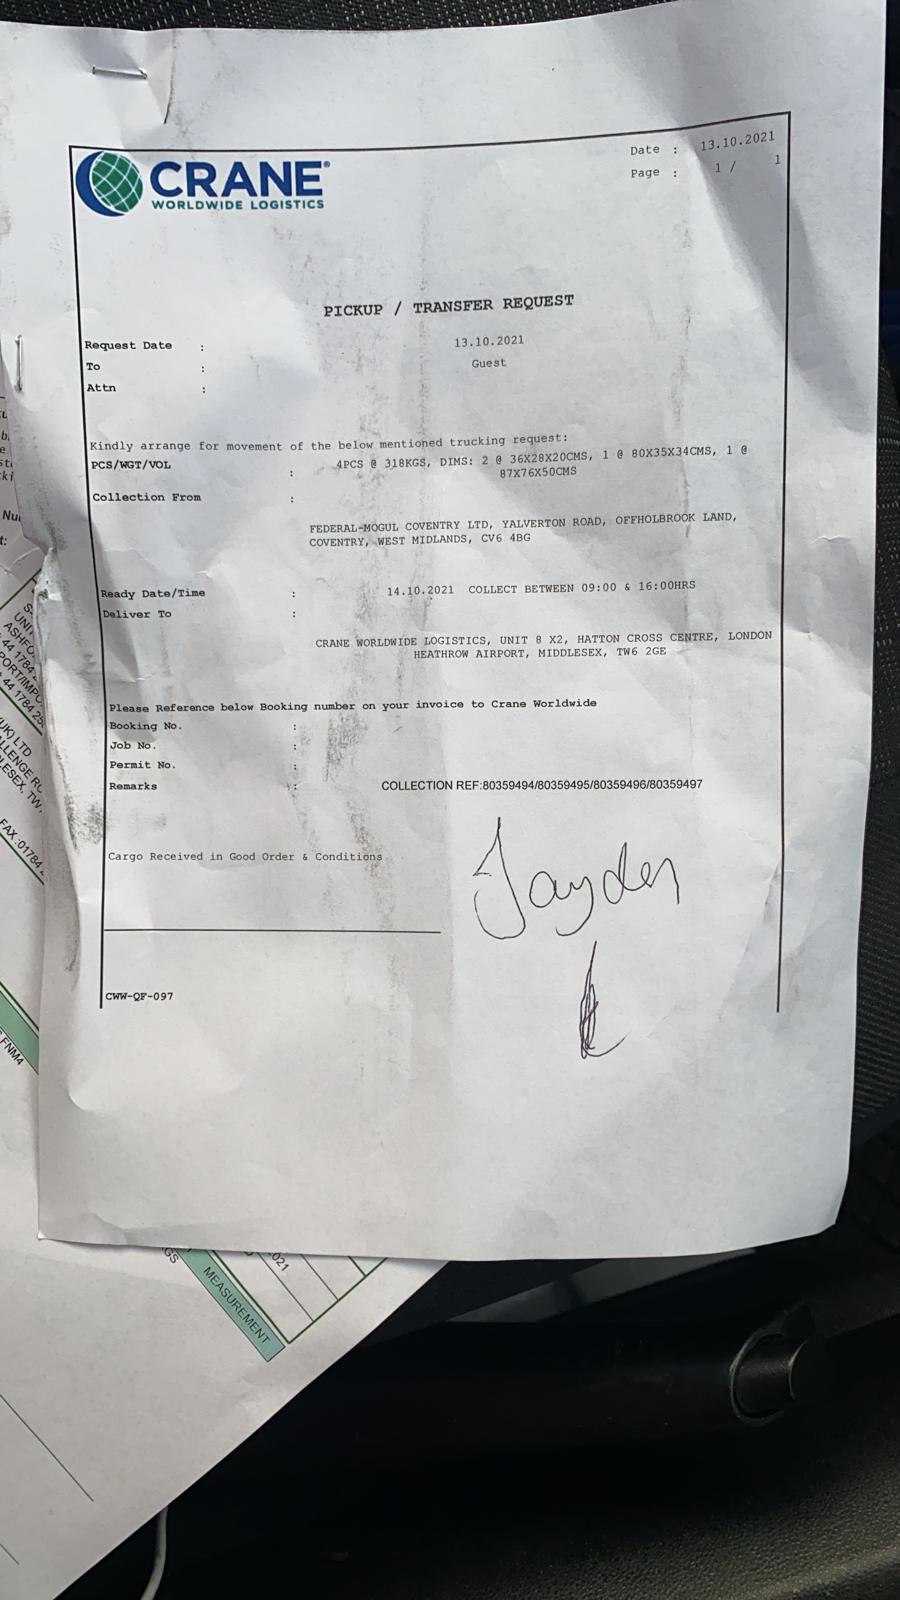 CRANE®
WORLDWIDE LOGISTICS
Date : 13.10.2021
Page : 1 / 1
PICKUP / TRANSFER REQUEST
Request Date : 13.10.2021
To : Guest
Attn :
Kindly arrange for movement of the below mentioned trucking request:
PCS/WGT/VOL : 4PCS @ 318KGS, DIMS: 2 @ 36X28X20CMS, 1 @ 80X35X34CMS, 1 @
87X76X50CMS
Collection From :
FEDERAL-MOGUL COVENTRY LTD, YALVERTON ROAD, OFFHOLBROOK LAND,
COVENTRY, WEST MIDLANDS, CV6 4BG
Ready Date/Time : 14.10.2021 COLLECT BETWEEN 09:00 & 16:00HRS
Deliver To :
CRANE WORLDWIDE LOGISTICS, UNIT 8 X2, HATTON CROSS CENTRE, LONDON
HEATHROW AIRPORT, MIDDLESEX, TW6 2GE
Please Reference below Booking number on your invoice to Crane Worldwide
Booking No. :
Job No. :
Permit No. :
Remarks : COLLECTION REF:80359494/80359495/80359496/80359497
Cargo Received in Good Order & Conditions
Jayden
CWW-QF-097
(UK) LTD
FAX :01784
FNM4
MEASUREMENT